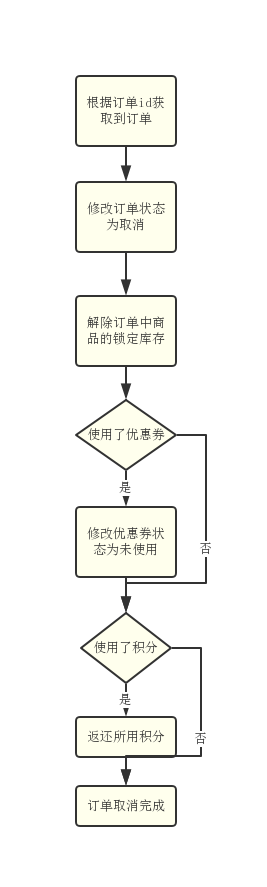 根据订单id获
取到订单
修改订单状态
为取消
解除订单中商
品的锁定库存
使用了优惠券
是
修改优惠券状
态为未使用
否
使用了积分
是
返还所用积分
否
订单取消完成